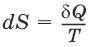 dS = δQ / T